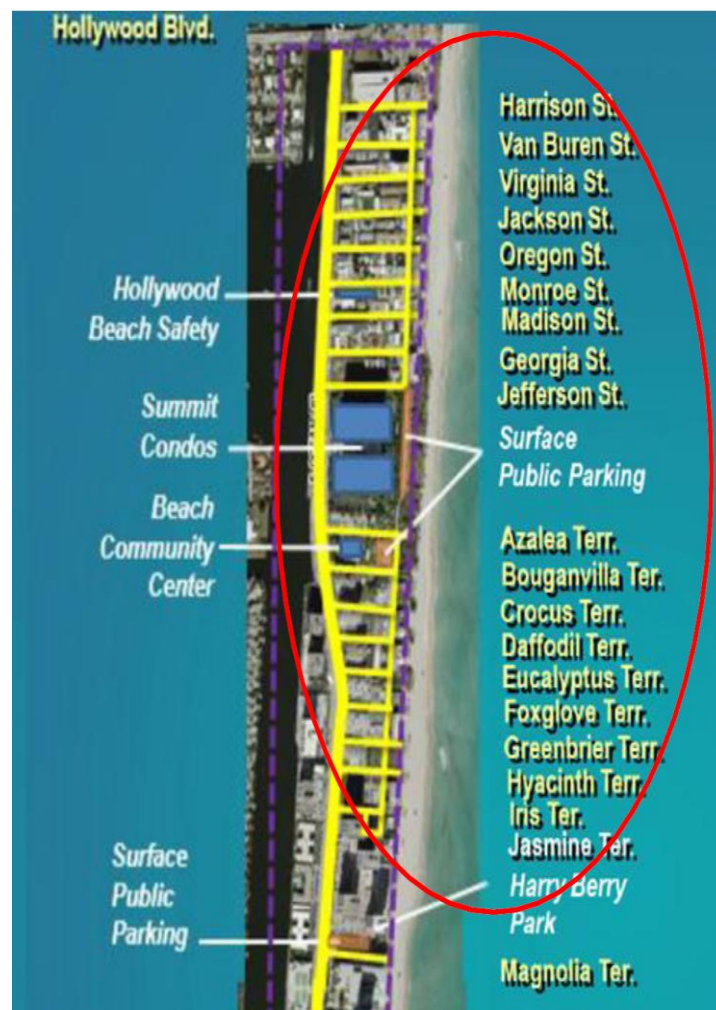 Hollywood Blvd.
Harrison St.
Van Buren St.
Virginia St.
Jackson St.
Oregon St.
Hollywood
Beach Safety
Monroe St.
Madison St.
Georgia St.
Jefferson St.
Summit
Condos
Surface
Public Parking
Beach
Community
Center
Azalea Terr.
Bouganvilla Ter.
Crocus Terr.
Daffodil Terr.
Eucalyptus Terr.
Foxglove Terr.
Greenbrier Terr.
Hyacinth Terr.
Iris Ter.
Jasmine Ter.
Surface
Public
Parking
Harry Berry
Park
Magnolia Ter.